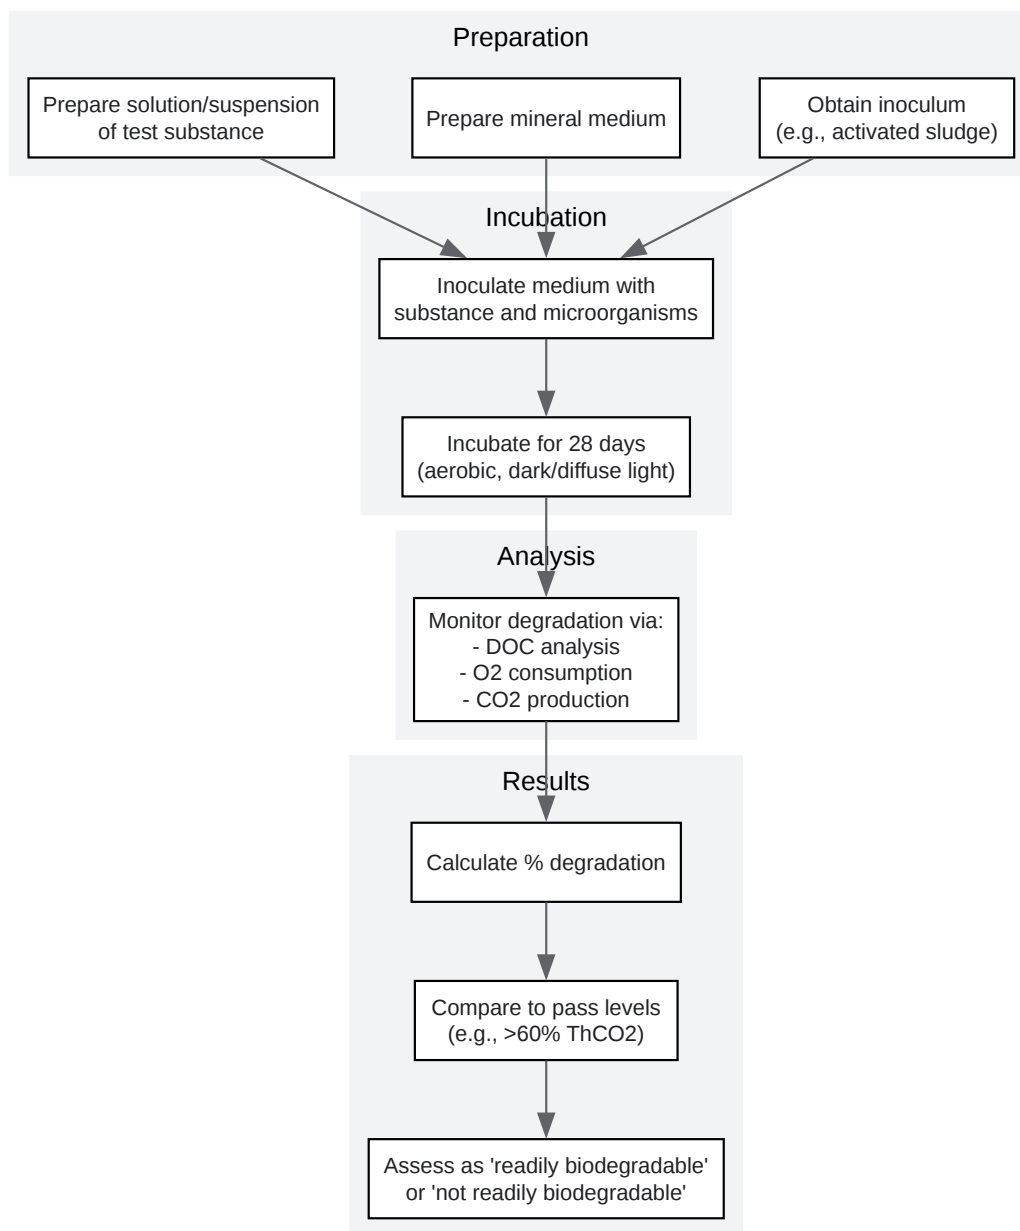 Preparation
Prepare solution/suspension
of test substance
Prepare mineral medium
Obtain inoculum
(e.g., activated sludge)
Incubation
Inoculate medium with
substance and microorganisms
Incubate for 28 days
(aerobic, dark/diffuse light)
Analysis
Monitor degradation via:
- DOC analysis
- O2 consumption
- CO2 production
Results
Calculate % degradation
Compare to pass levels
(e.g., >60% ThCO2)
Assess as 'readily biodegradable'
or 'not readily biodegradable'